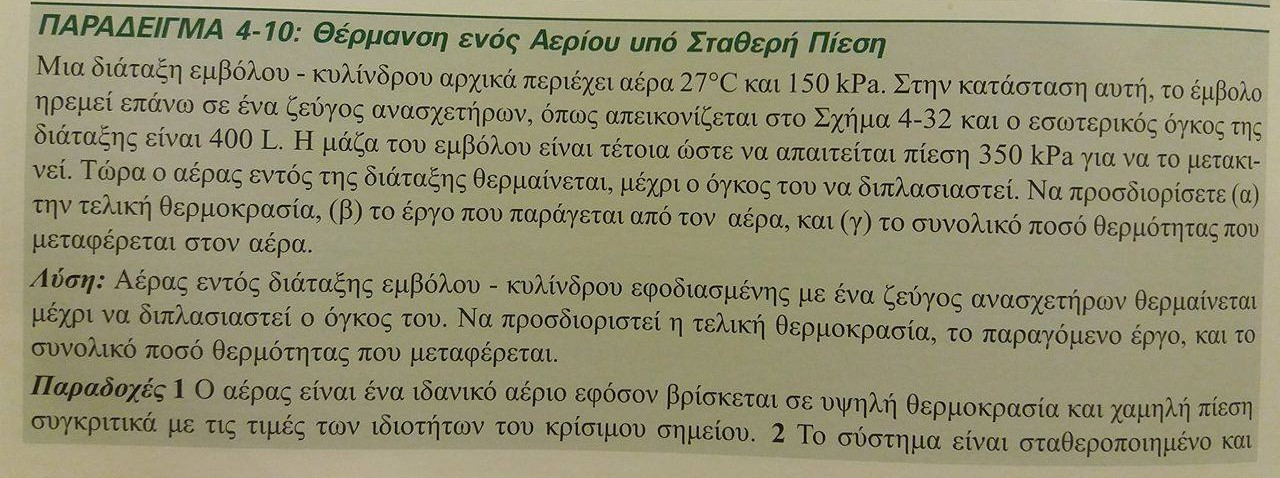 ΠΑΡΑΔΕΙΓΜΑ 4-10: Θέρμανση ενός Αερίου υπό Σταθερή Πίεση
Μια διάταξη εμβόλου - κυλίνδρου αρχικά περιέχει αέρα 27°C και 150 kPa. Στην κατάσταση αυτή, το έμβολο
ηρεμεί επάνω σε ένα ζεύγος ανασχετήρων, όπως απεικονίζεται στο Σχήμα 4-32 και ο εσωτερικός όγκος της
διάταξης είναι 400 L. Η μάζα του εμβόλου είναι τέτοια ώστε να απαιτείται πίεση 350 kPa για να το μετακι-
νεί. Τώρα ο αέρας εντός της διάταξης θερμαίνεται, μέχρι ο όγκος του να διπλασιαστεί. Να προσδιορίσετε (α)
την τελική θερμοκρασία, (β) το έργο που παράγεται από τον αέρα, και (γ) το συνολικό ποσό θερμότητας που
μεταφέρεται στον αέρα.
Λύση: Αέρας εντός διάταξης εμβόλου - κυλίνδρου εφοδιασμένης με ένα ζεύγος ανασχετήρων θερμαίνεται
μέχρι να διπλασιαστεί ο όγκος του. Να προσδιοριστεί η τελική θερμοκρασία, το παραγόμενο έργο, και το
συνολικό ποσό θερμότητας που μεταφέρεται.
Παραδοχές 1 Ο αέρας είναι ένα ιδανικό αέριο εφόσον βρίσκεται σε υψηλή θερμοκρασία και χαμηλή πίεση
συγκριτικά με τις τιμές των ιδιοτήτων του κρίσιμου σημείου. 2 Το σύστημα είναι σταθεροποιημένο και